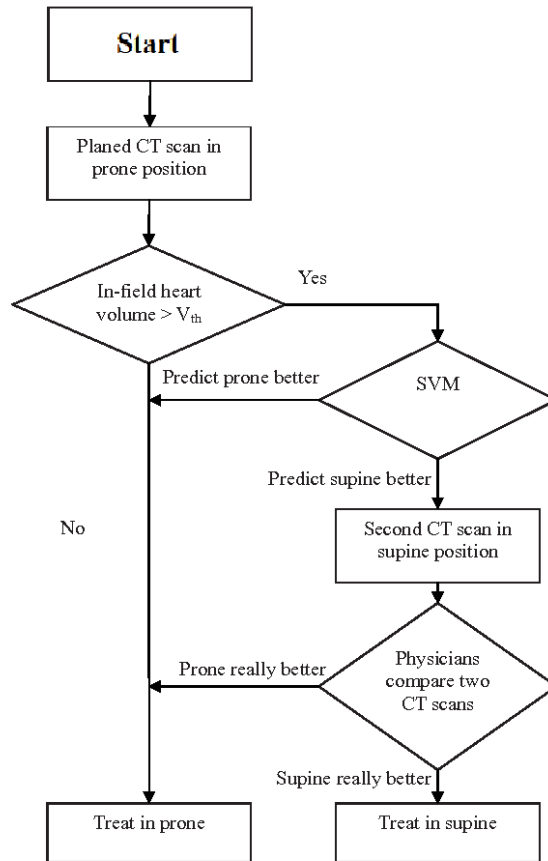 Start
Planed CT scan in
prone position
In-field heart
volume > Vth
Yes
SVM
Predict prone better
Predict supine better
No
Second CT scan in
supine position
Physicians
compare two
CT scans
Prone really better
Supine really better
Treat in prone
Treat in supine